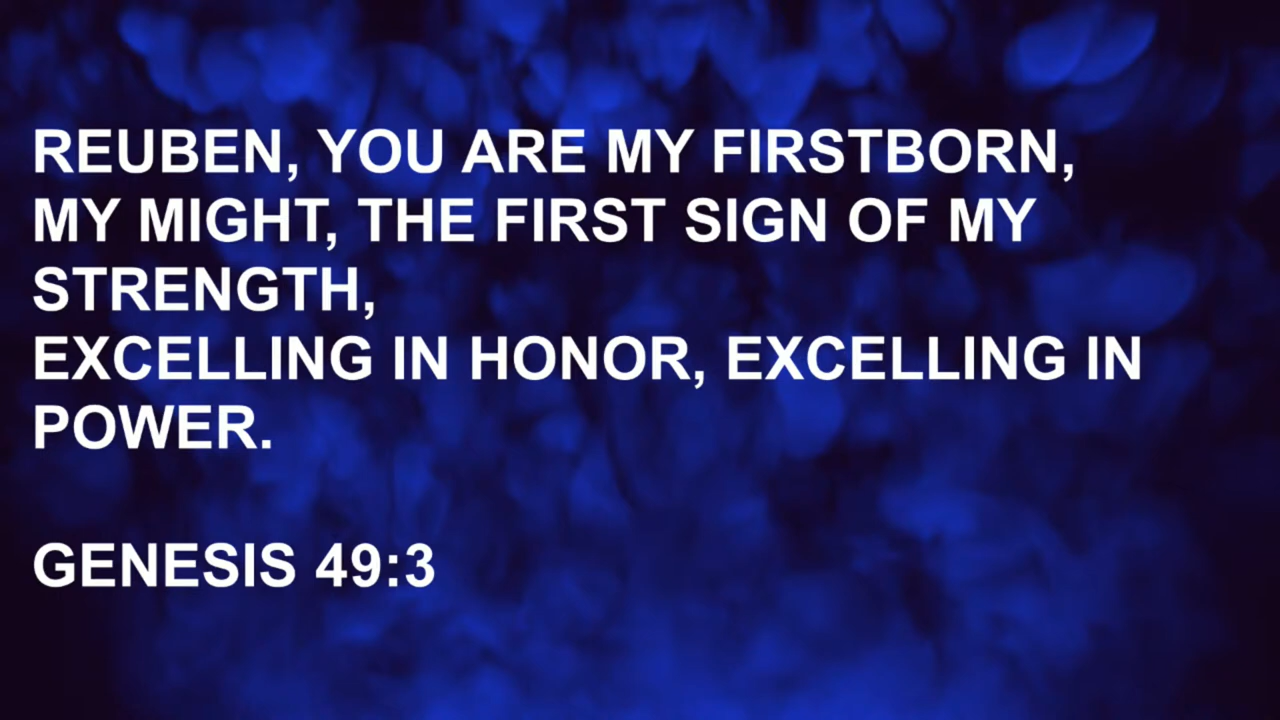 REUBEN, YOU ARE MY FIRSTBORN,
MY MIGHT, THE FIRST SIGN OF MY
STRENGTH,
EXCELLING IN HONOR, EXCELLING IN
POWER.
GENESIS 49:3